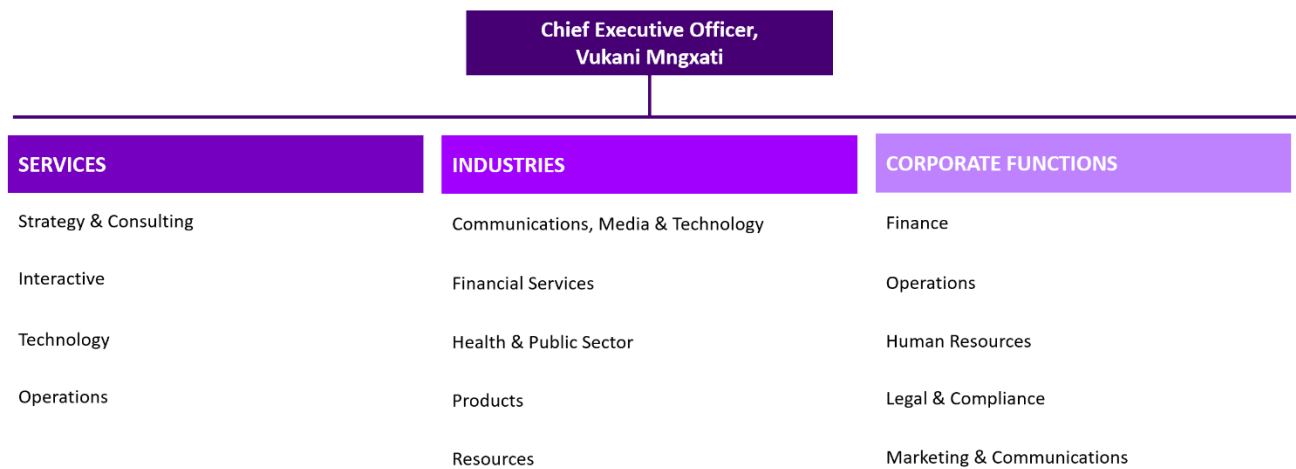 Chief Executive Officer,
Vukani Mngxati
SERVICES
Strategy & Consulting
Interactive
Technology
Operations
INDUSTRIES
Communications, Media & Technology
Financial Services
Health & Public Sector
Products
Resources
CORPORATE FUNCTIONS
Finance
Operations
Human Resources
Legal & Compliance
Marketing & Communications